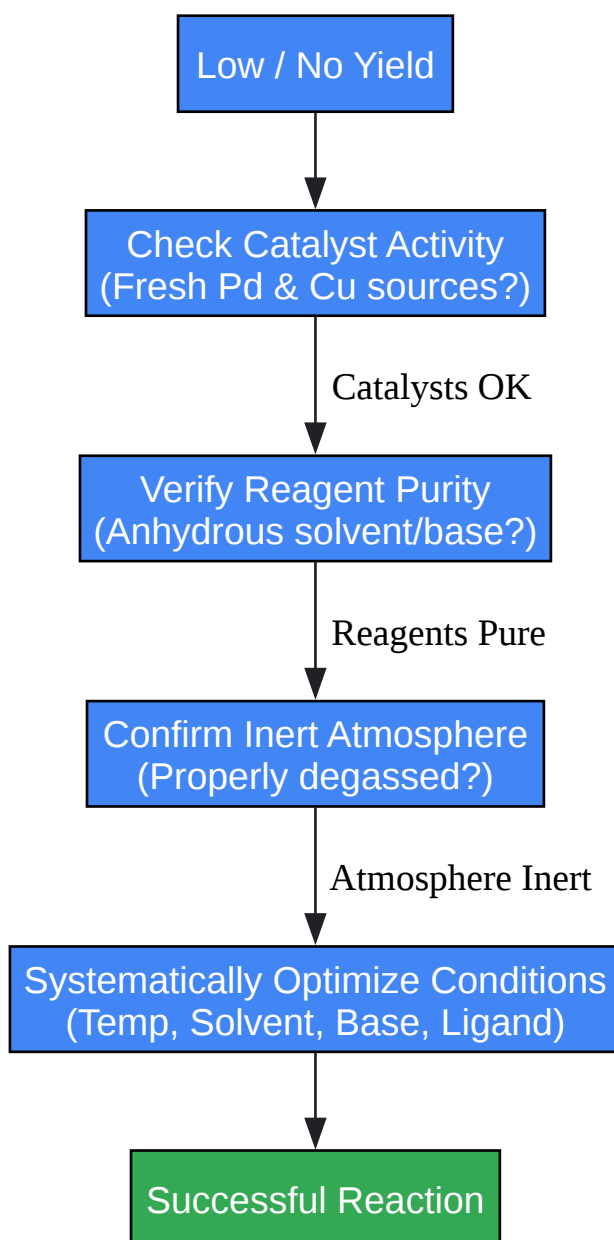 Low / No Yield
Check Catalyst Activity
(Fresh Pd & Cu sources?)
Catalysts OK
Verify Reagent Purity
(Anhydrous solvent/base?)
Reagents Pure
Confirm Inert Atmosphere
(Properly degassed?)
Atmosphere Inert
Systematically Optimize Conditions
(Temp, Solvent, Base, Ligand)
Successful Reaction